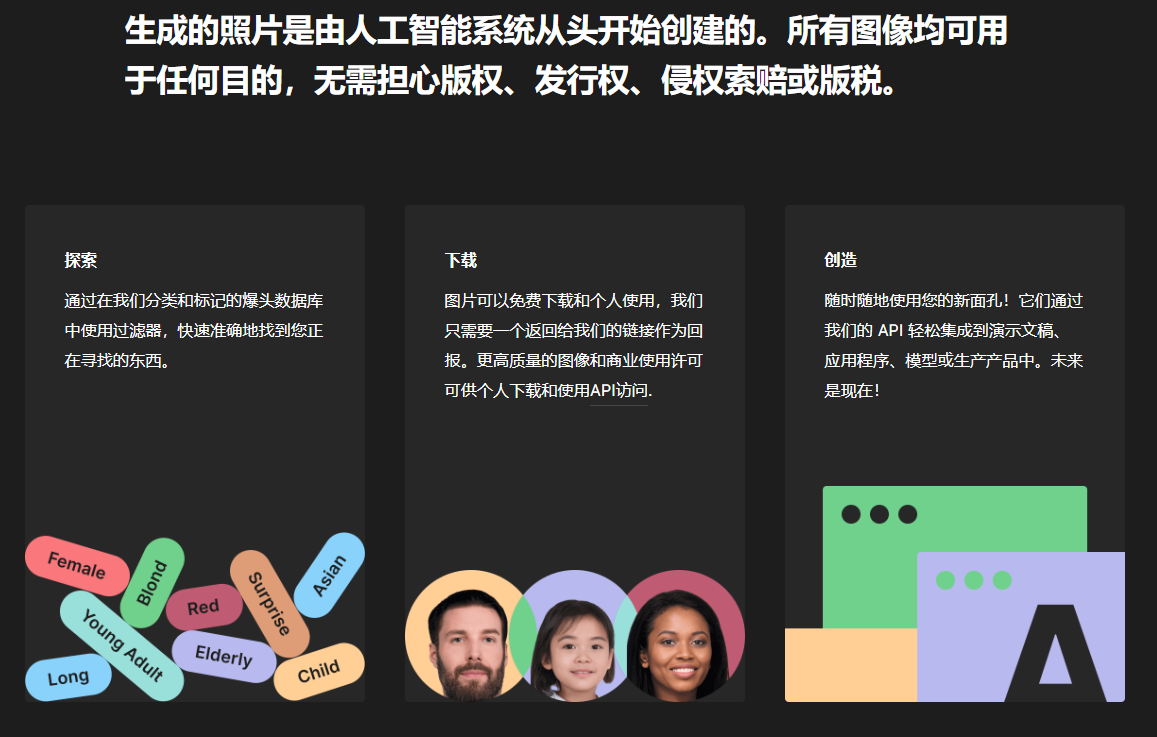 生成的照片是由人工智能系统从头开始创建的。所有图像均可用
于任何目的，无需担心版权、发行权、侵权索赔或版税。
探索
通过在我们分类和标记的爆头数据库
中使用过滤器，快速准确地找到您正
在寻找的东西。
下载
图片可以免费下载和个人使用，我们
只需要一个返回给我们的链接作为回
报。更高质量的图像和商业使用许可
可供个人下载和使用API访问.
创造
随时随地使用您的新面孔！它们通过
我们的 API 轻松集成到演示文稿、
应用程序、模型或生产产品中。未来
是现在！
Female
Blond
Red
Surprise
Asian
Young Adult
Elderly
Long
Child
A